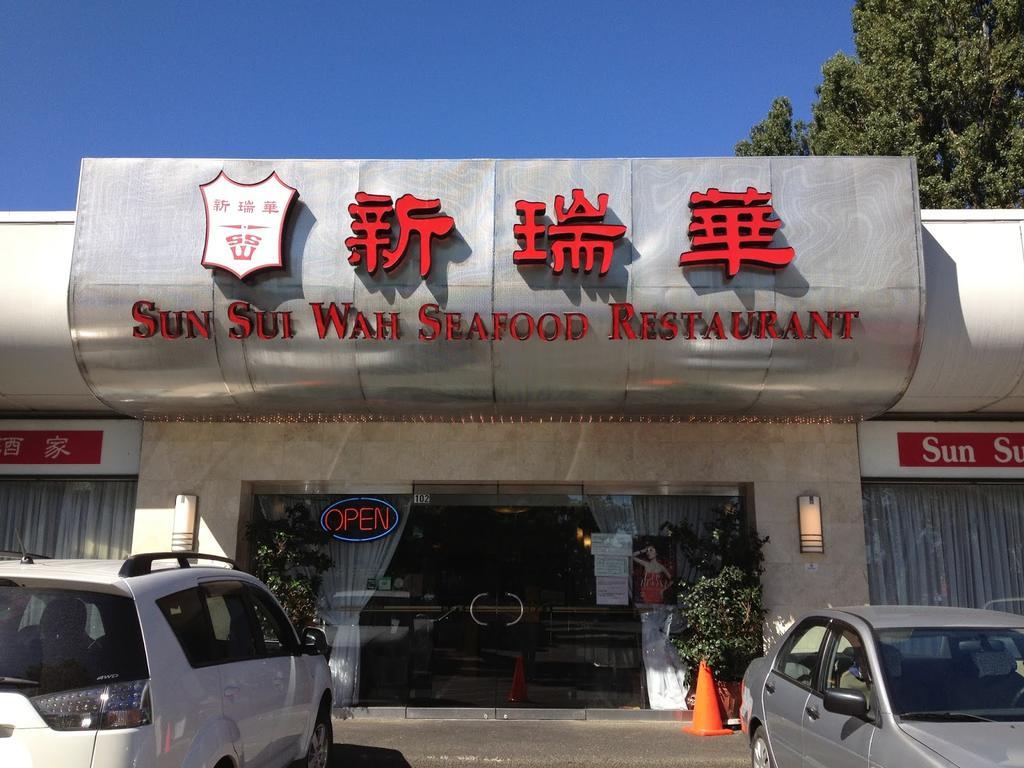 新瑞華
SSW
新瑞華
Sun Sui Wah Seafood Restaurant
酒家
Sun Su
OPEN
102
4WD